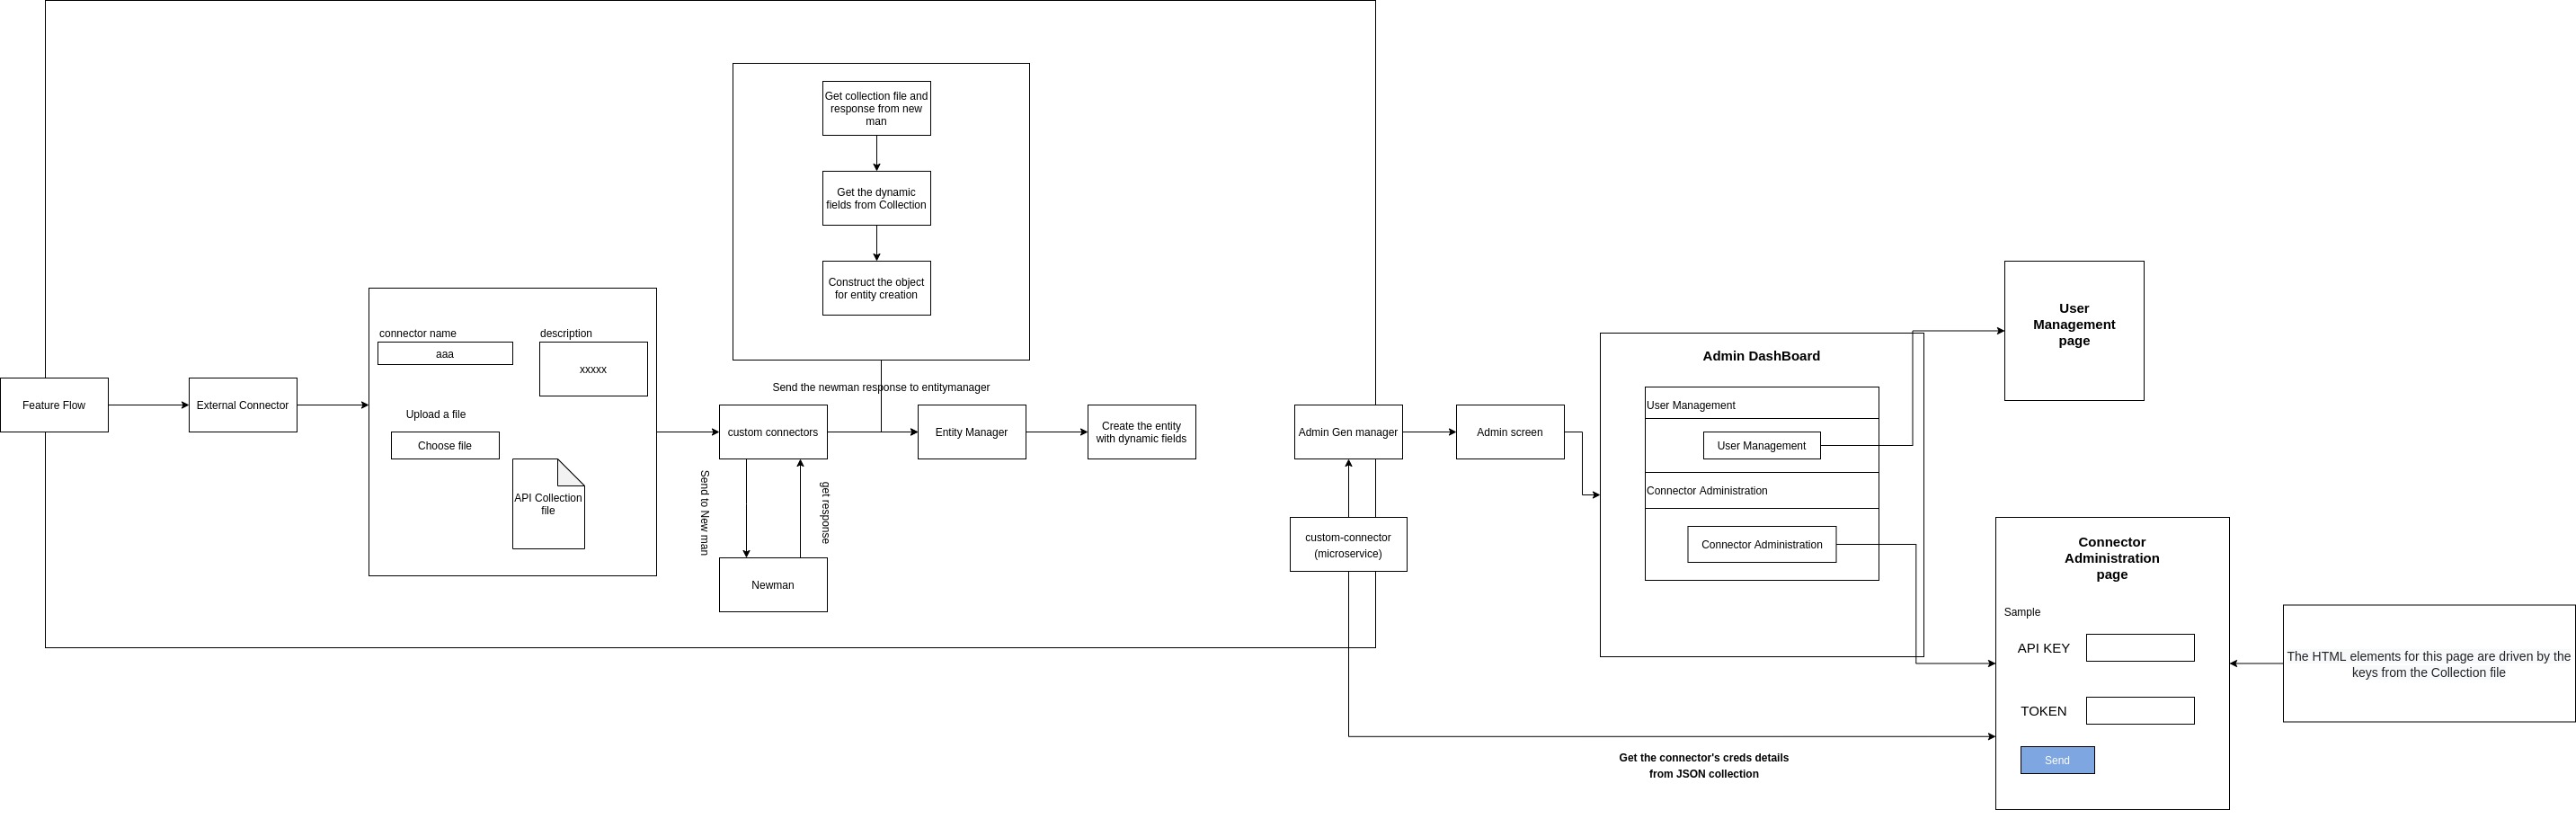 Get collection file and
response from new
man
Get the dynamic
fields from Collection
Construct the object
for entity creation
Feature Flow
External Connector
connector name
aaa
description
xxxxx
Upload a file
Choose file
API Collection
file
Send the newman response to entitymanager
custom connectors
Entity Manager
Create the entity
with dynamic fields
Send to New man
get response
Newman
Admin Gen manager
custom-connector
(microservice)
Admin screen
Admin DashBoard
User Management
User Management
Connector Administration
Connector Administration
User
Management
page
Connector
Administration
page
Sample
API KEY
TOKEN
Send
The HTML elements for this page are driven by the
keys from the Collection file
Get the connector's creds details
from JSON collection